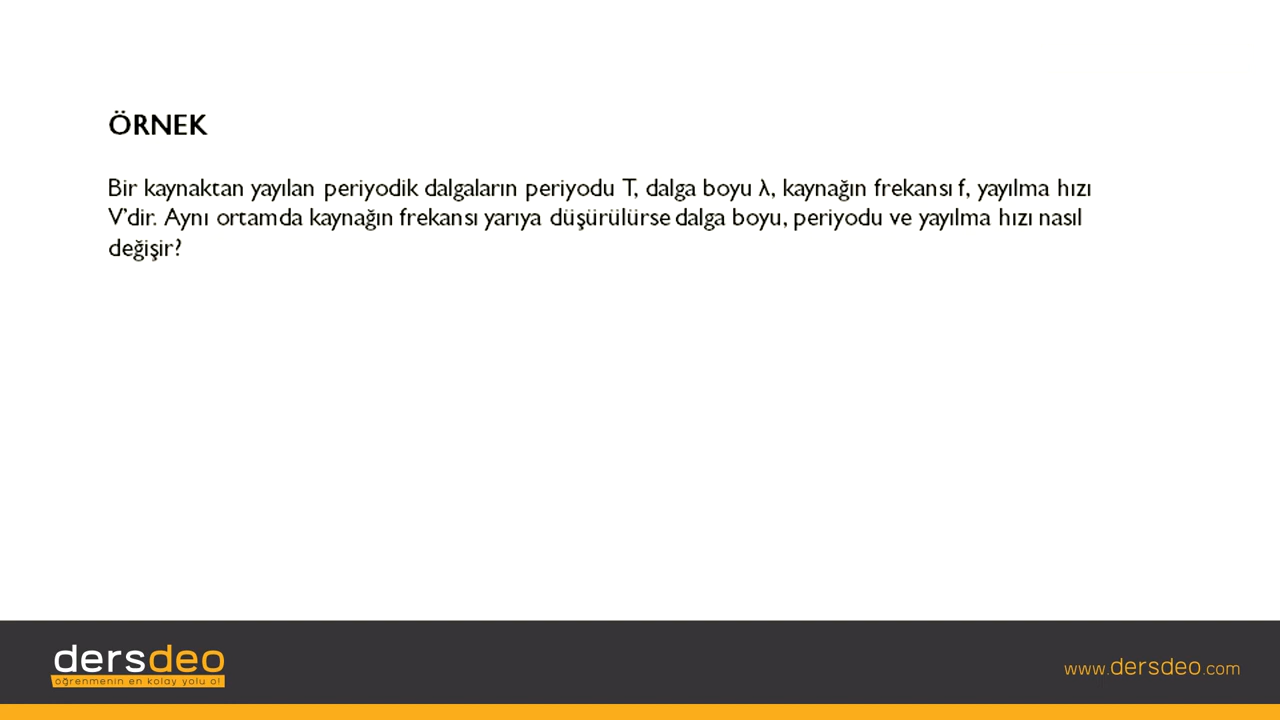 ÖRNEK
Bir kaynaktan yayılan periyodik dalgaların periyodu T, dalga boyu λ, kaynağın frekansı f, yayılma hızı
V'dir. Aynı ortamda kaynağın frekansı yarıya düşürülürse dalga boyu, periyodu ve yayılma hızı nasıl
değişir?
dersdeo
öğrenmenin en kolay yolu o!
www.dersdeo.com